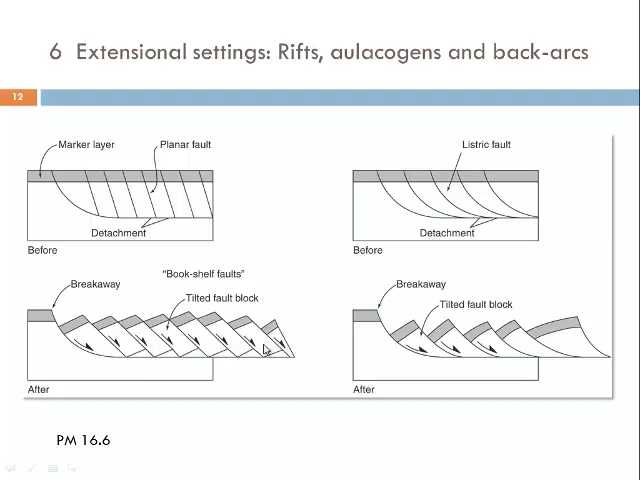 6 Extensional settings: Rifts, aulacogens and back-arcs
12
Marker layer
Planar fault
Detachment
Before
Listric fault
Detachment
Before
"Book-shelf faults"
Breakaway
Tilted fault block
After
Breakaway
Tilted fault block
After
PM 16.6